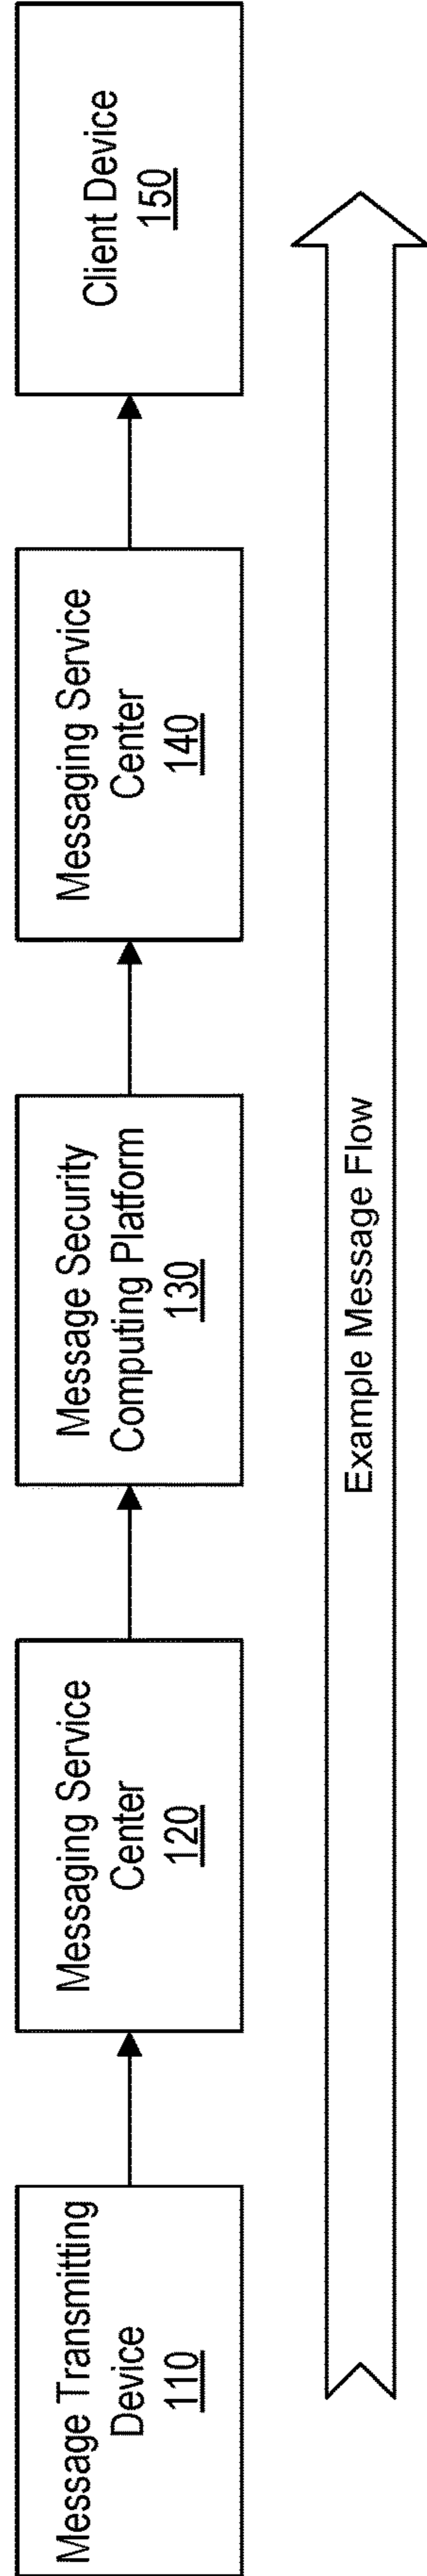 Message Transmitting
Device
110
Messaging Service
Center
120
Message Security
Computing Platform
130
Messaging Service
Center
140
Client Device
150
Example Message Flow